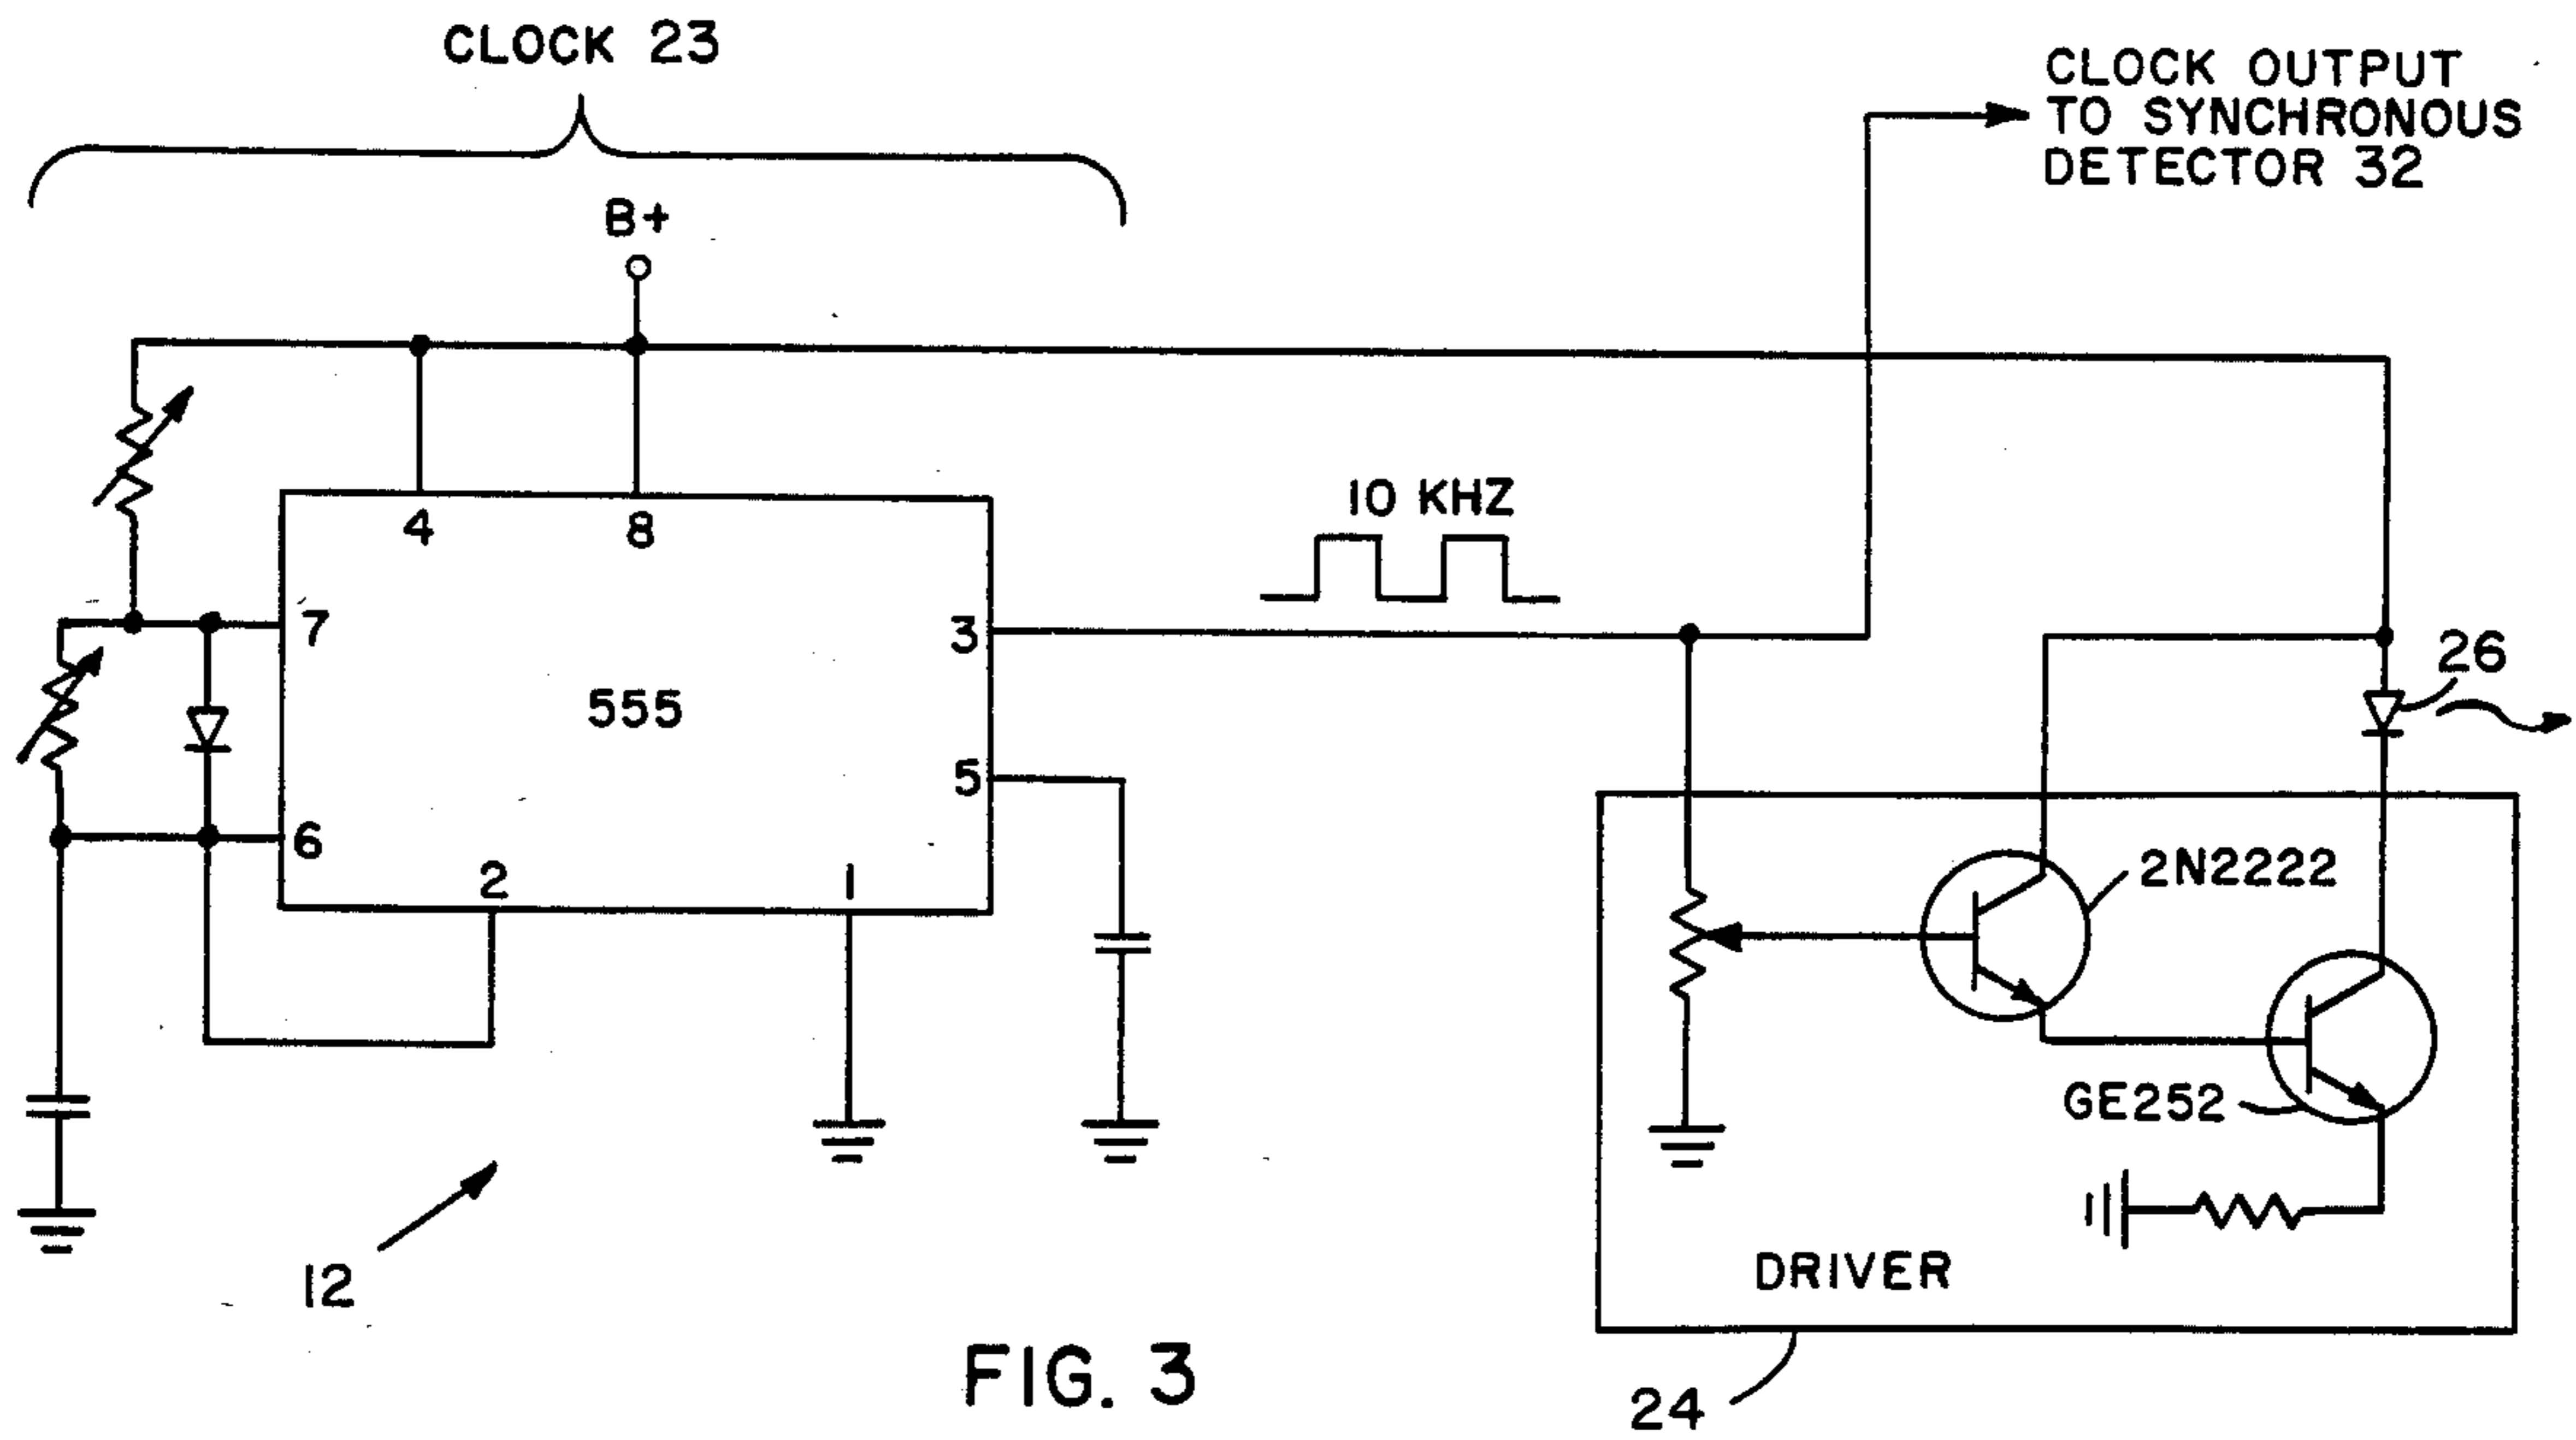 CLOCK 23
CLOCK OUTPUT
TO SYNCHRONOUS
DETECTOR 32
B+
4
8
10 KHZ
7
3
555
26
5
6
2
1
2N2222
GE252
12
DRIVER
FIG. 3
24